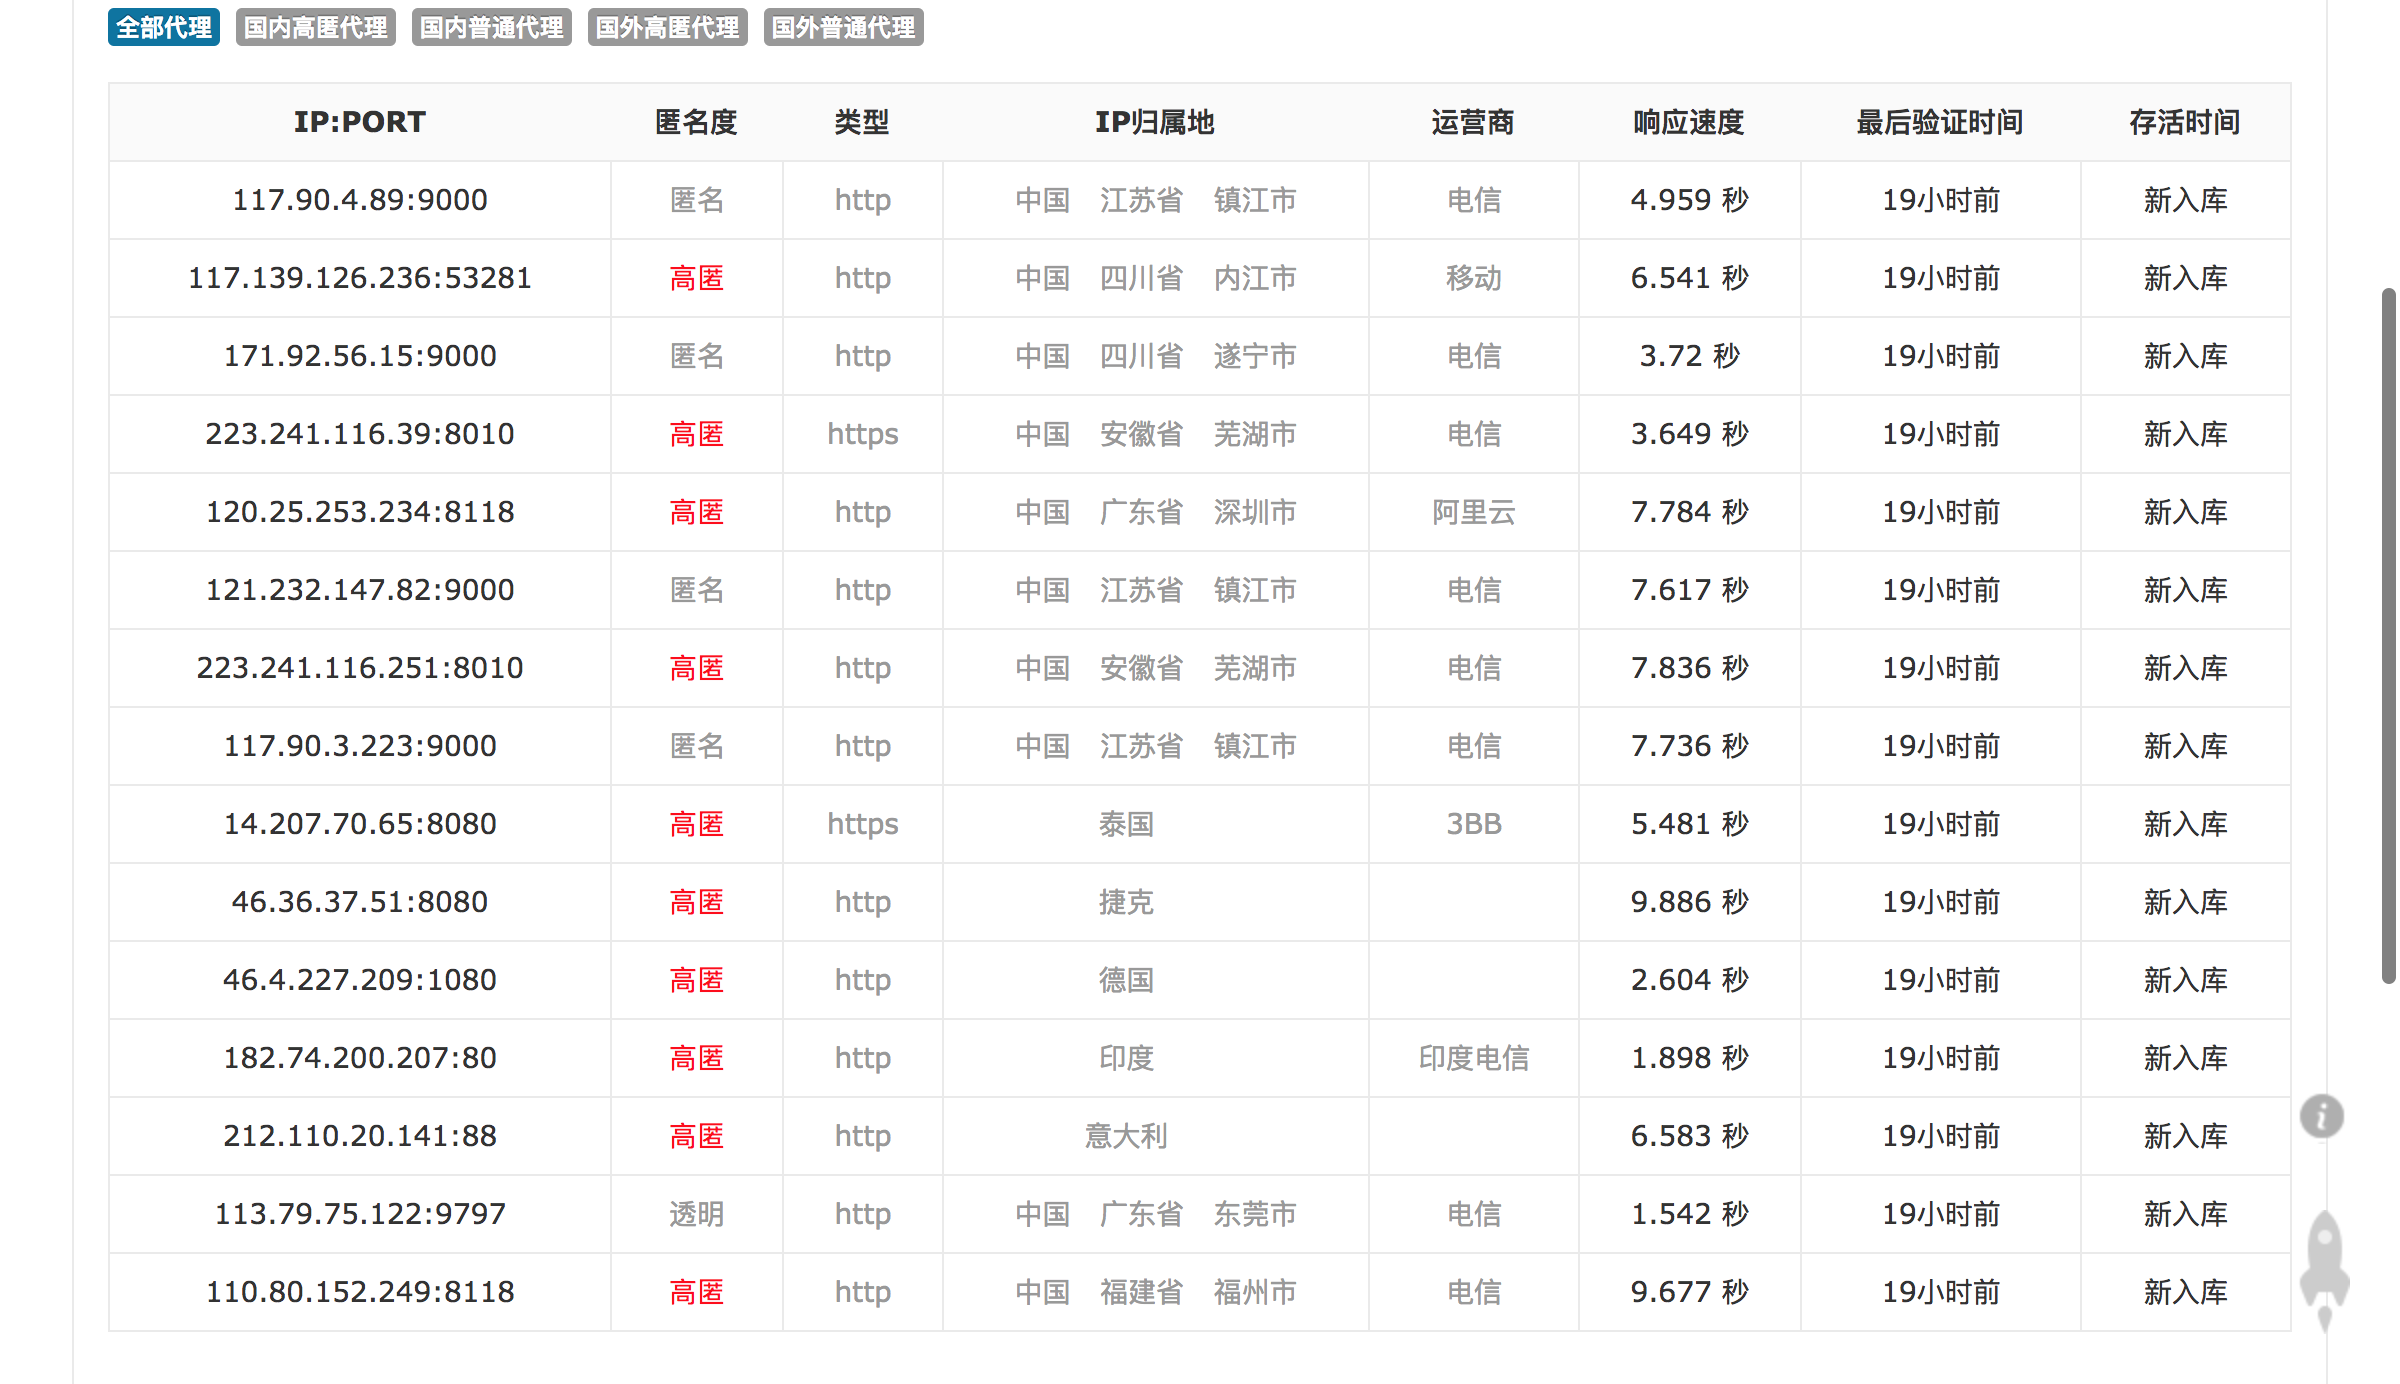 全部代理 国内高匿代理 国内普通代理 国外高匿代理 国外普通代理
IP:PORT 匿名度 类型 IP归属地 运营商 响应速度 最后验证时间 存活时间
117.90.4.89:9000 匿名 http 中国 江苏省 镇江市 电信 4.959 秒 19小时前 新入库
117.139.126.236:53281 高匿 http 中国 四川省 内江市 移动 6.541 秒 19小时前 新入库
171.92.56.15:9000 匿名 http 中国 四川省 遂宁市 电信 3.72 秒 19小时前 新入库
223.241.116.39:8010 高匿 https 中国 安徽省 芜湖市 电信 3.649 秒 19小时前 新入库
120.25.253.234:8118 高匿 http 中国 广东省 深圳市 阿里云 7.784 秒 19小时前 新入库
121.232.147.82:9000 匿名 http 中国 江苏省 镇江市 电信 7.617 秒 19小时前 新入库
223.241.116.251:8010 高匿 http 中国 安徽省 芜湖市 电信 7.836 秒 19小时前 新入库
117.90.3.223:9000 匿名 http 中国 江苏省 镇江市 电信 7.736 秒 19小时前 新入库
14.207.70.65:8080 高匿 https 泰国 3BB 5.481 秒 19小时前 新入库
46.36.37.51:8080 高匿 http 捷克 9.886 秒 19小时前 新入库
46.4.227.209:1080 高匿 http 德国 2.604 秒 19小时前 新入库
182.74.200.207:80 高匿 http 印度 印度电信 1.898 秒 19小时前 新入库
212.110.20.141:88 高匿 http 意大利 6.583 秒 19小时前 新入库
113.79.75.122:9797 透明 http 中国 广东省 东莞市 电信 1.542 秒 19小时前 新入库
110.80.152.249:8118 高匿 http 中国 福建省 福州市 电信 9.677 秒 19小时前 新入库